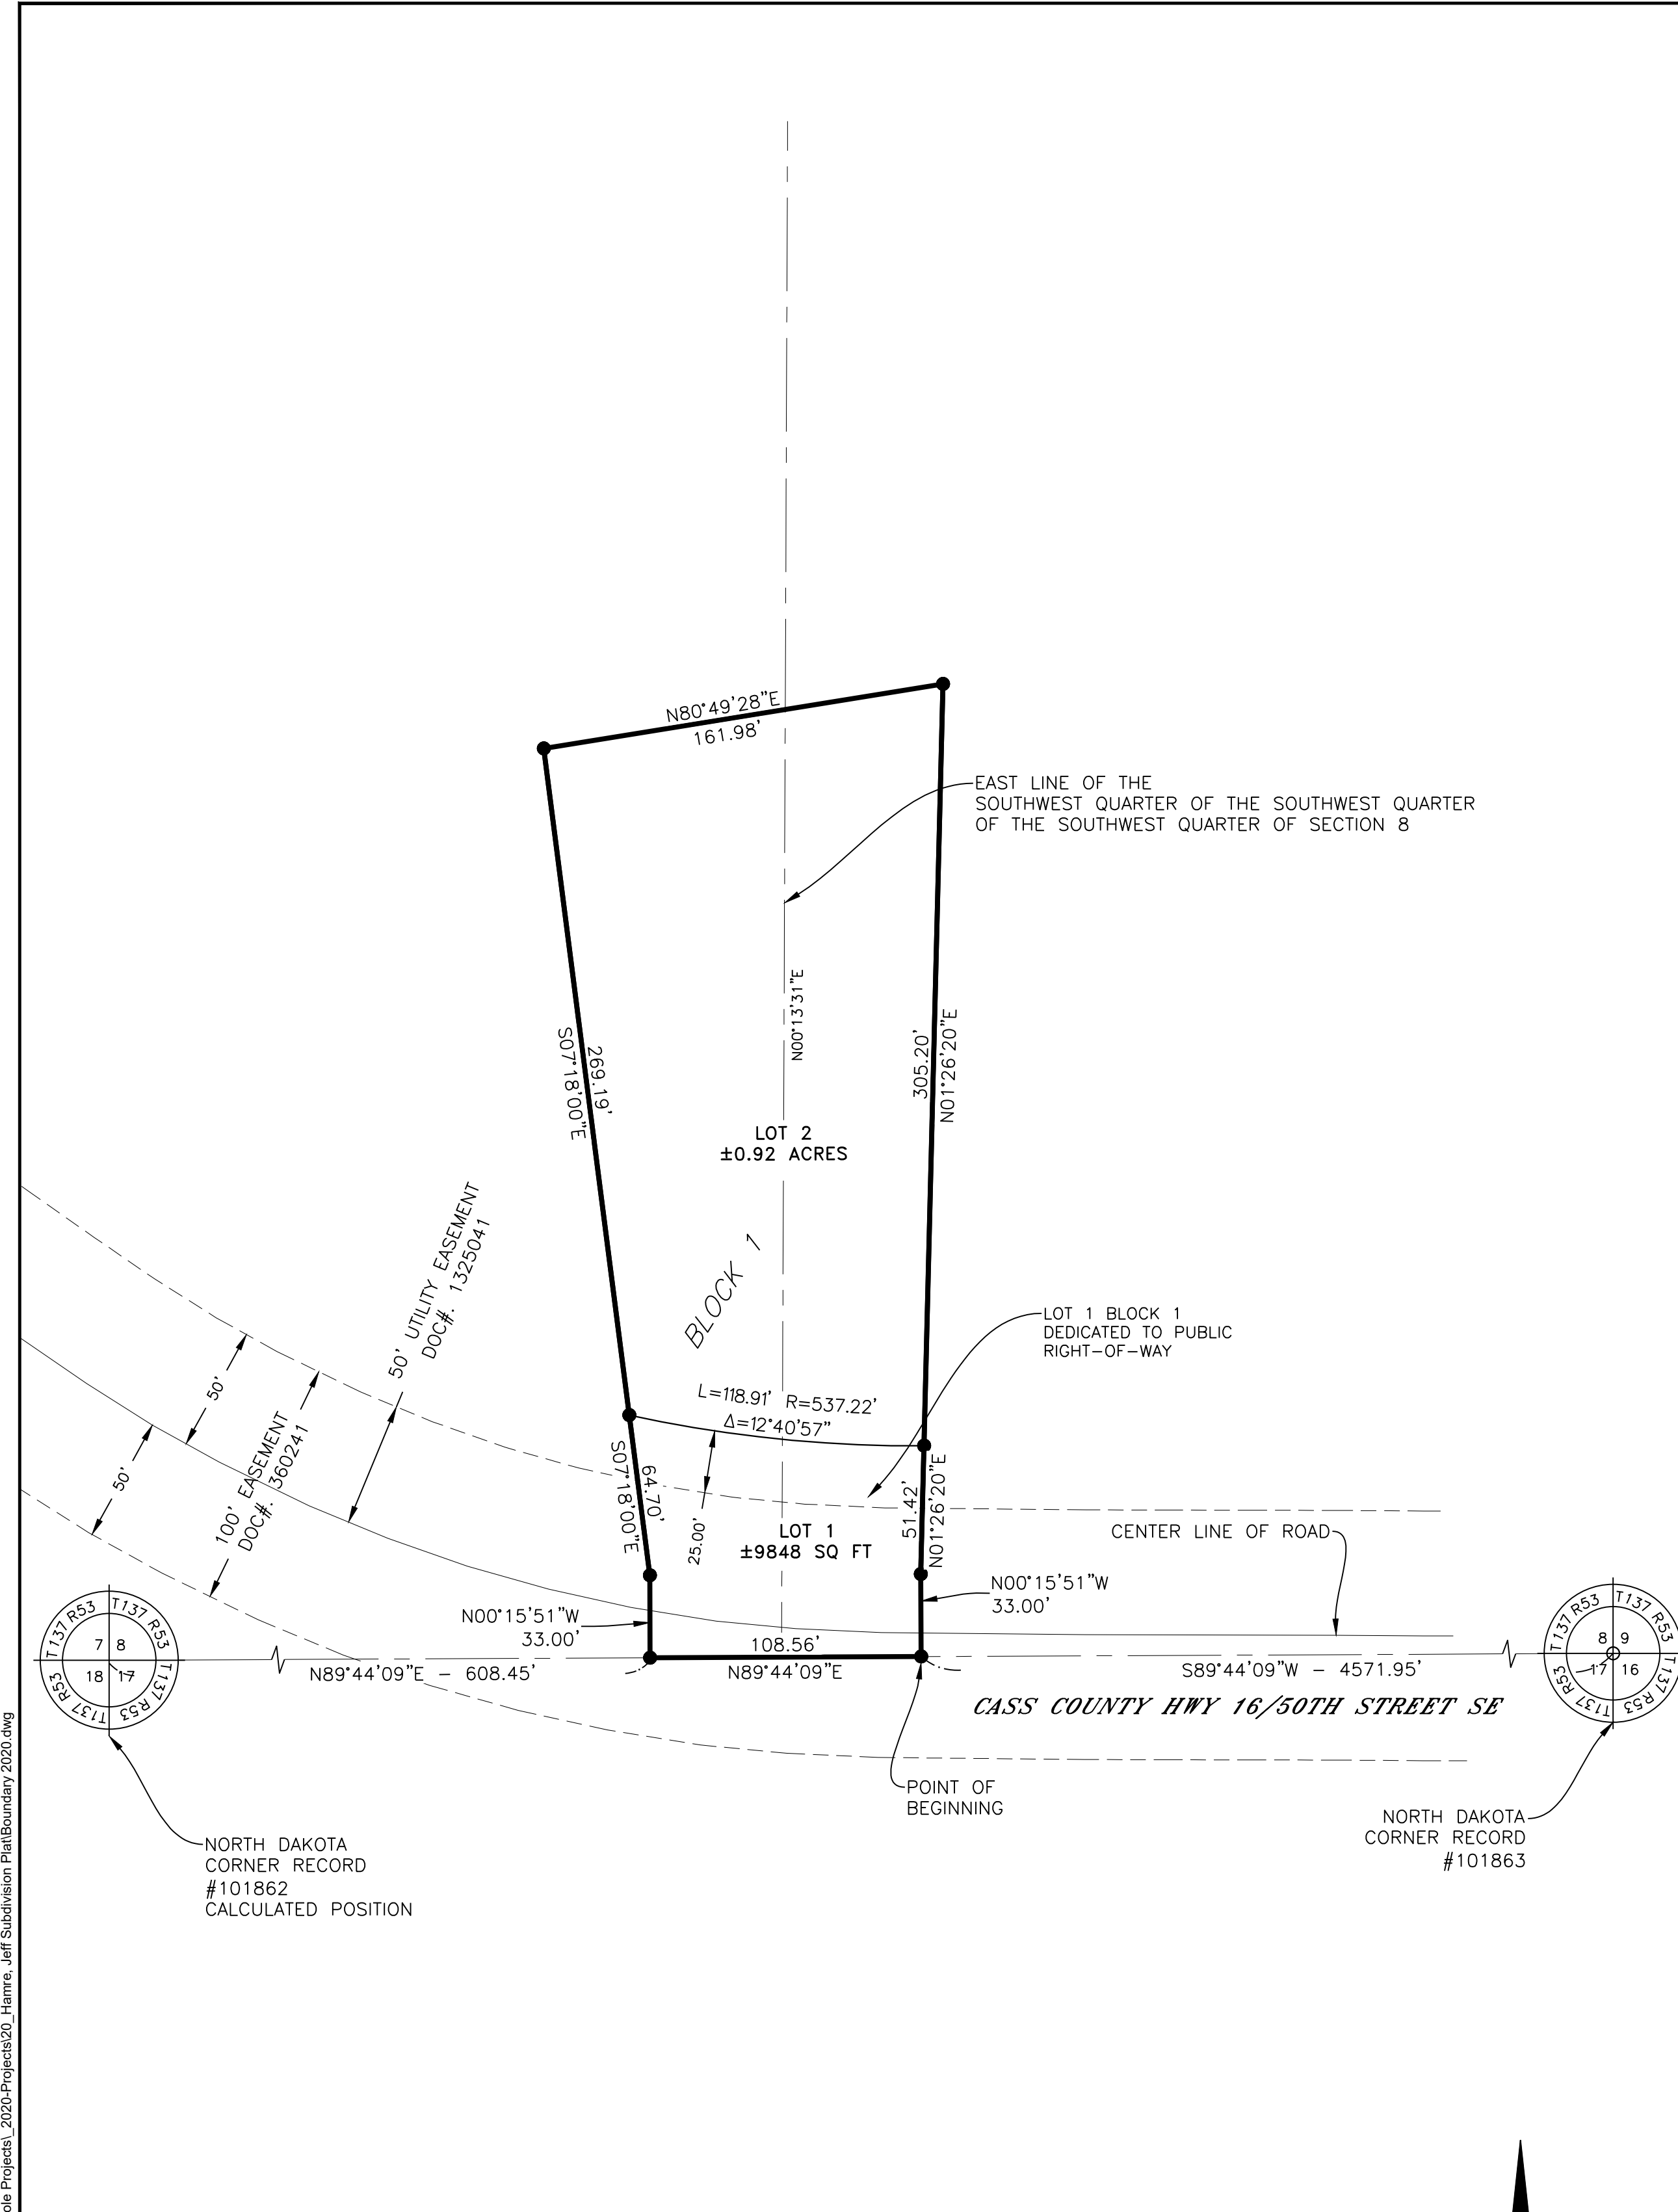 N80°49'28"E
161.98'
EAST LINE OF THE
SOUTHWEST QUARTER OF THE SOUTHWEST QUARTER
OF THE SOUTHWEST QUARTER OF SECTION 8
N00°13'31"E
S07°18'00"E
269.19'
305.20'
N01°26'20"E
LOT 2
±0.92 ACRES
BLOCK 1
50' UTILITY EASEMENT
DOC#. 1325041
LOT 1 BLOCK 1
DEDICATED TO PUBLIC
RIGHT-OF-WAY
L=118.91' R=537.22'
Δ=12°40'57"
50'
50'
100' EASEMENT
DOC#. 360241
S07°18'00"E
64.70'
25.00'
51.42'
N01°26'20"E
LOT 1
±9848 SQ FT
CENTER LINE OF ROAD
N00°15'51"W
33.00'
N00°15'51"W
33.00'
108.56'
N89°44'09"E
N89°44'09"E - 608.45'
S89°44'09"W - 4571.95'
T137 R53
T137 R53
7 8
18 17
T137 R53
T137 R53
T137 R53
T137 R53
8 9
17 16
T137 R53
T137 R53
CASS COUNTY HWY 16/50TH STREET SE
POINT OF
BEGINNING
NORTH DAKOTA
CORNER RECORD
#101862
CALCULATED POSITION
NORTH DAKOTA
CORNER RECORD
#101863
ole Projects\_2020-Projects\20_Hamre, Jeff Subdivision Plat\Boundary 2020.dwg